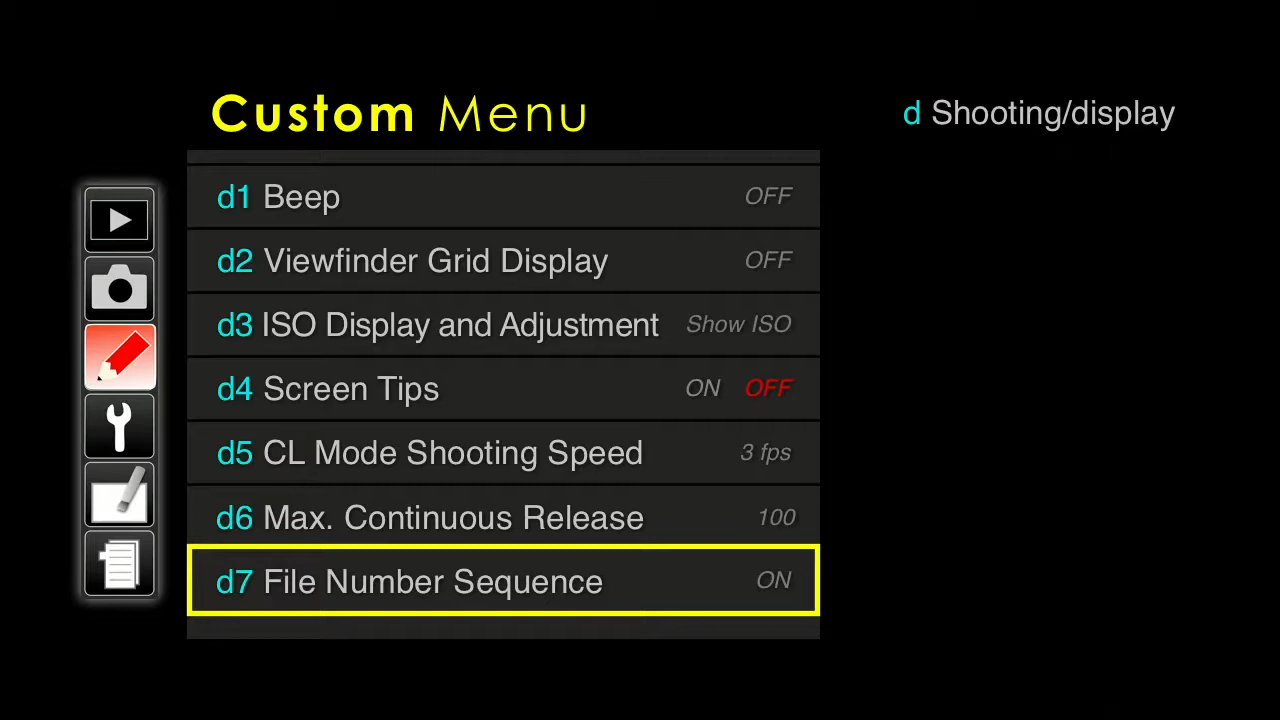 Custom Menu
d Shooting/display
d1 Beep OFF
d2 Viewfinder Grid Display OFF
d3 ISO Display and Adjustment Show ISO
d4 Screen Tips ON OFF
d5 CL Mode Shooting Speed 3 fps
d6 Max. Continuous Release 100
d7 File Number Sequence ON